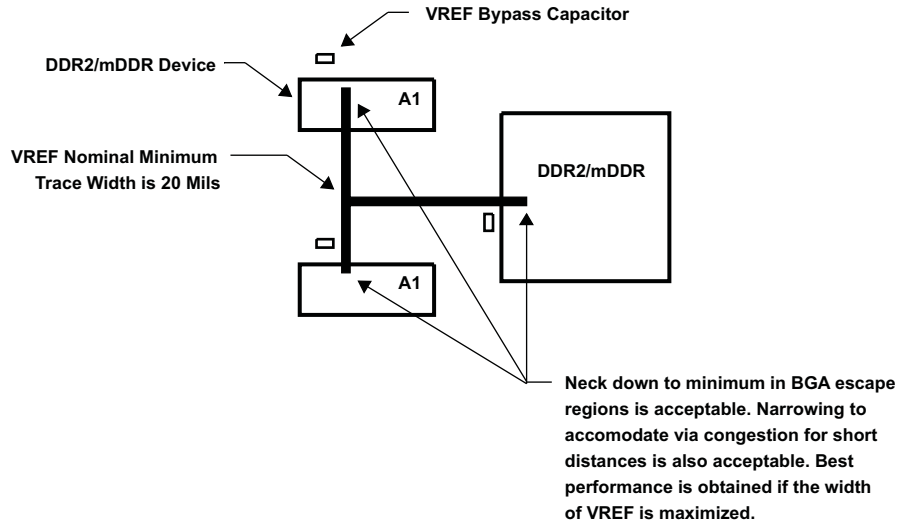 VREF Bypass Capacitor
DDR2/mDDR Device
A1
VREF Nominal Minimum
Trace Width is 20 Mils
DDR2/mDDR
A1
Neck down to minimum in BGA escape
regions is acceptable. Narrowing to
accomodate via congestion for short
distances is also acceptable. Best
performance is obtained if the width
of VREF is maximized.